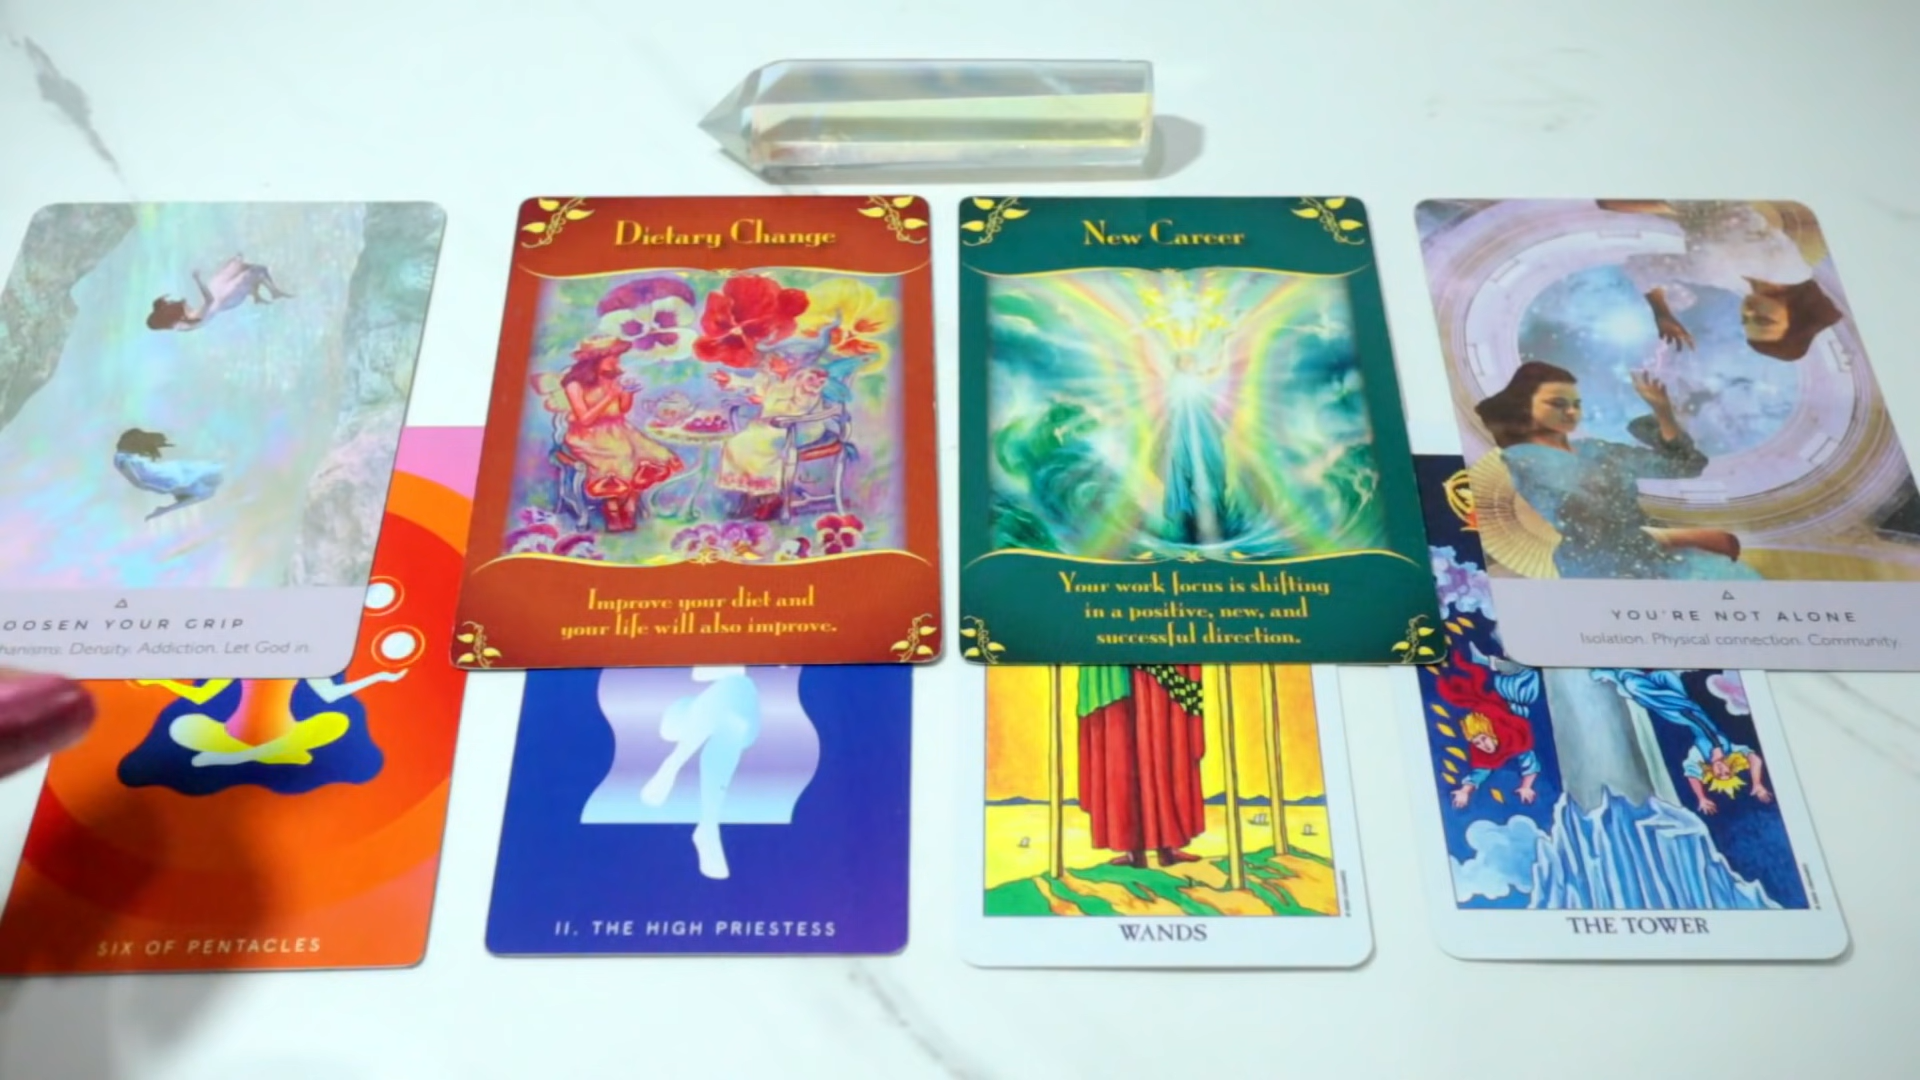 Dietary Change
New Career
OOSEN YOUR GRIP
Density. Addiction. Let God in.
Improve your diet and
your life will also improve.
Your work focus is shifting
in a positive, new, and
successful direction.
YOU'RE NOT ALONE
Isolation. Physical connection. Community.
SIX OF PENTACLES
II. THE HIGH PRIESTESS
WANDS
THE TOWER